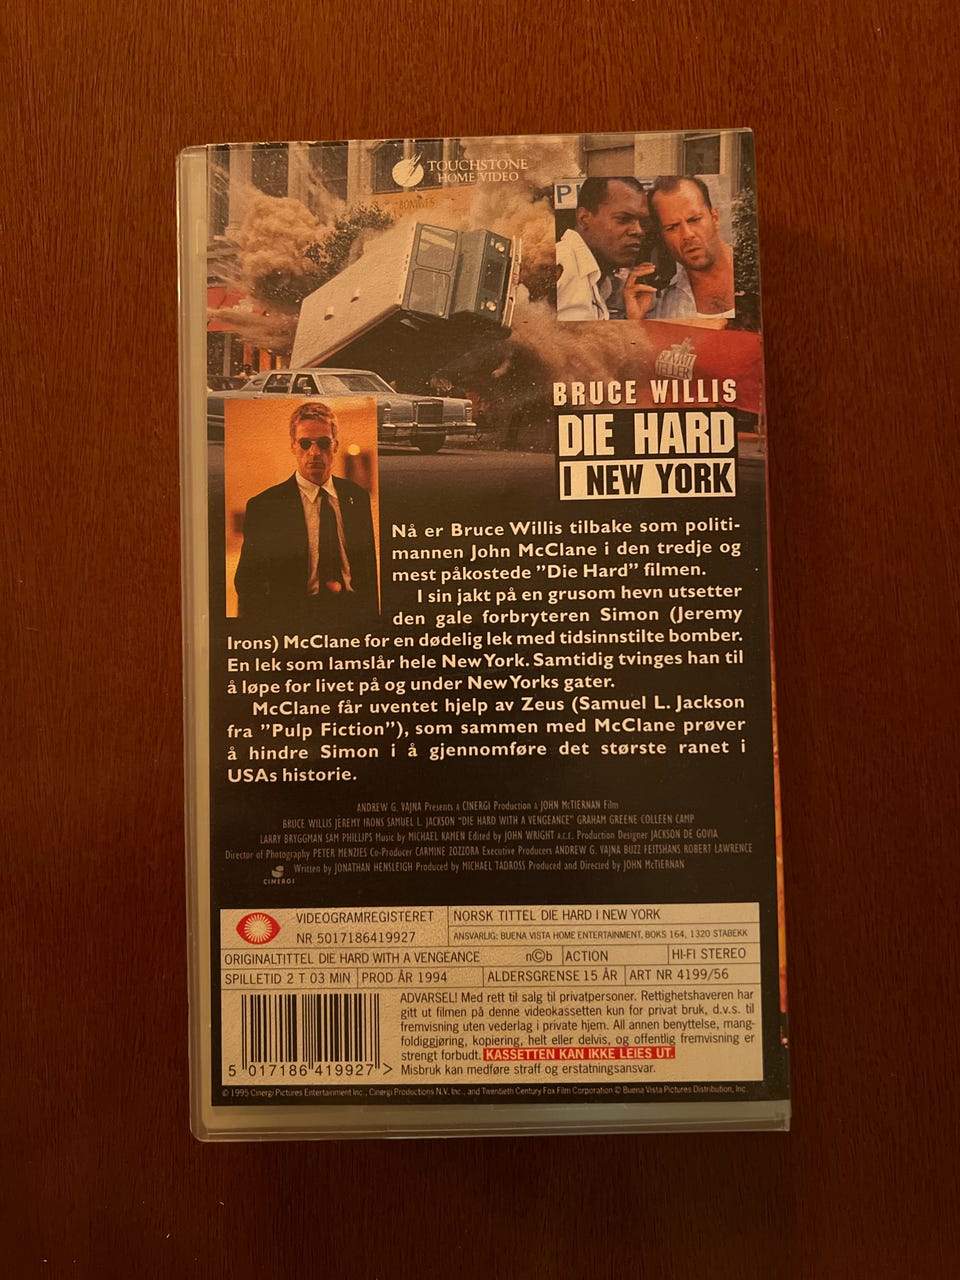 TOUCHSTONE
HOME VIDEO
BONWITS
P
BONWIT
TELLER
BRUCE WILLIS
DIE HARD
I NEW YORK
Nå er Bruce Willis tilbake som politi-
mannen John McClane i den tredje og
mest påkostede ”Die Hard” filmen.
I sin jakt på en grusom hevn utsetter
den gale forbryteren Simon (Jeremy
Irons) McClane for en dødelig lek med tidsinnstilte bomber.
En lek som lamslår hele New York. Samtidig tvinges han til
å løpe for livet på og under New Yorks gater.
McClane får uventet hjelp av Zeus (Samuel L. Jackson
fra ”Pulp Fiction”), som sammen med McClane prøver
å hindre Simon i å gjennomføre det største ranet i
USAs historie.
ANDREW G. VAJNA Presents A CINERGI Production A JOHN McTIERNAN Film
BRUCE WILLIS JEREMY IRONS SAMUEL L. JACKSON "DIE HARD WITH A VENGEANCE" GRAHAM GREENE COLLEEN CAMP
LARRY BRYGGMAN SAM PHILLIPS Music by MICHAEL KAMEN Edited by JOHN WRIGHT A.C.E. Production Designer JACKSON DE GOVIA
Director of Photography PETER MENZIES Co-Producer CARMINE ZOZZORA Executive Producers ANDREW G. VAJNA BUZZ FEITSHANS ROBERT LAWRENCE
Written by JONATHAN HENSLEIGH Produced by MICHAEL TADROSS Produced and Directed by JOHN McTIERNAN
CINERGI
VIDEOGRAMREGISTERET
NR 5017186419927
NORSK TITTEL DIE HARD I NEW YORK
ANSVARLIG: BUENA VISTA HOME ENTERTAINMENT, BOKS 164, 1320 STABEKK
ORIGINALTITTEL DIE HARD WITH A VENGEANCE n©b ACTION HI-FI STEREO
SPILLETID 2 T 03 MIN PROD ÅR 1994 ALDERSGRENSE 15 ÅR ART NR 4199/56
ADVARSEL! Med rett til salg til privatpersoner. Rettighetshaveren har
gitt ut filmen på denne videokassetten kun for privat bruk, d.v.s. til
fremvisning uten vederlag i private hjem. All annen benyttelse, mang-
foldiggjøring, kopiering, helt eller delvis, og offentlig fremvisning er
strengt forbudt. KASSETTEN KAN IKKE LEIES UT.
Misbruk kan medføre straff og erstatningsansvar.
5 017186 419927 >
© 1995 Cinergi Pictures Entertainment Inc., Cinergi Productions N.V. Inc., and Twentieth Century Fox Film Corporation © Buena Vista Pictures Distribution, Inc.